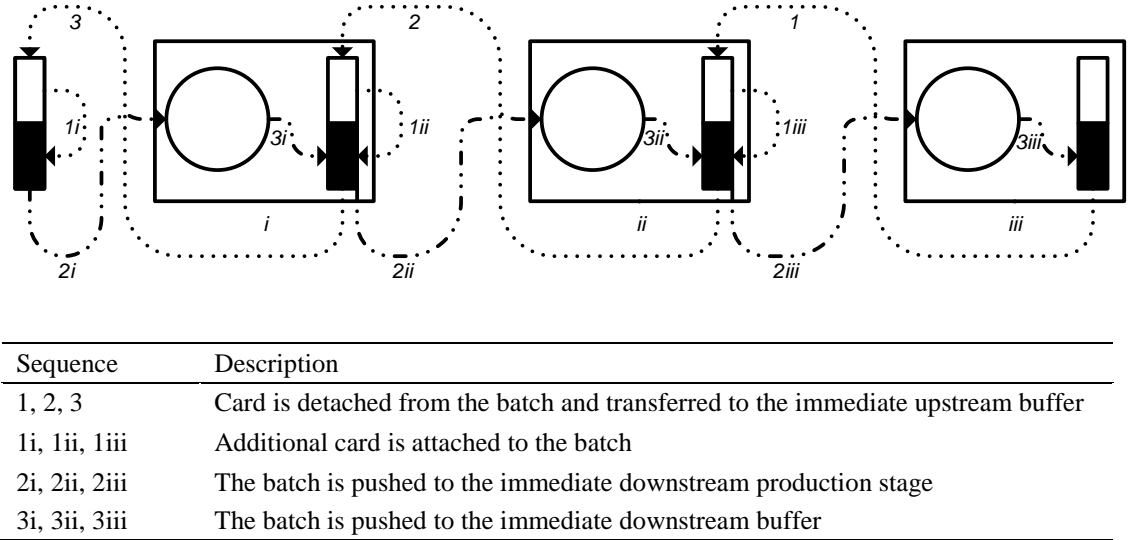 3 2 1
1i 3i 1ii 3ii 1iii 3iii
i ii iii
2i 2ii 2iii
Sequence Description
1, 2, 3 Card is detached from the batch and transferred to the immediate upstream buffer
1i, 1ii, 1iii Additional card is attached to the batch
2i, 2ii, 2iii The batch is pushed to the immediate downstream production stage
3i, 3ii, 3iii The batch is pushed to the immediate downstream buffer